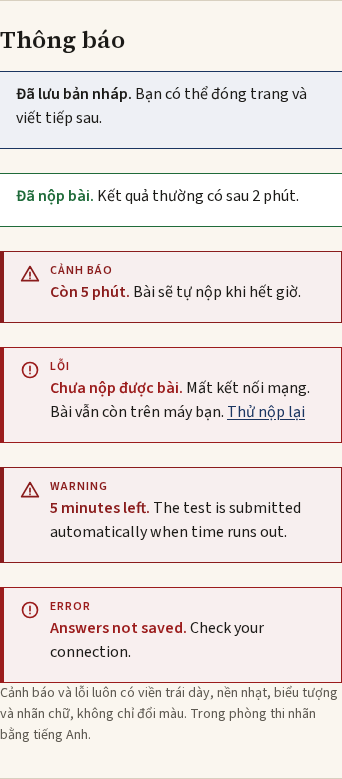 Thông báo
Đã lưu bản nháp. Bạn có thể đóng trang và
viết tiếp sau.
Đã nộp bài. Kết quả thường có sau 2 phút.
CẢNH BÁO
Còn 5 phút. Bài sẽ tự nộp khi hết giờ.
LỖI
Chưa nộp được bài. Mất kết nối mạng.
Bài vẫn còn trên máy bạn. Thử nộp lại
WARNING
5 minutes left. The test is submitted
automatically when time runs out.
ERROR
Answers not saved. Check your
connection.
Cảnh báo và lỗi luôn có viền trái dày, nền nhạt, biểu tượng
và nhãn chữ, không chỉ đổi màu. Trong phòng thi nhãn
bằng tiếng Anh.